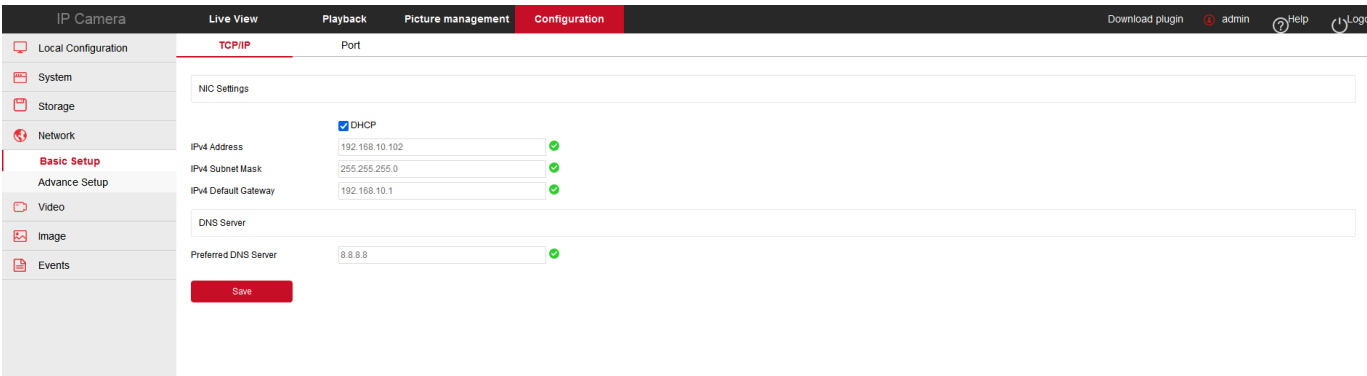 IP Camera Live View Playback Picture management Configuration Download plugin admin Help Logo
Local Configuration
System
Storage
Network
Basic Setup
Advance Setup
Video
Image
Events
TCP/IP Port
NIC Settings
DHCP
IPv4 Address 192.168.10.102
IPv4 Subnet Mask 255.255.255.0
IPv4 Default Gateway 192.168.10.1
DNS Server
Preferred DNS Server 8.8.8.8
Save